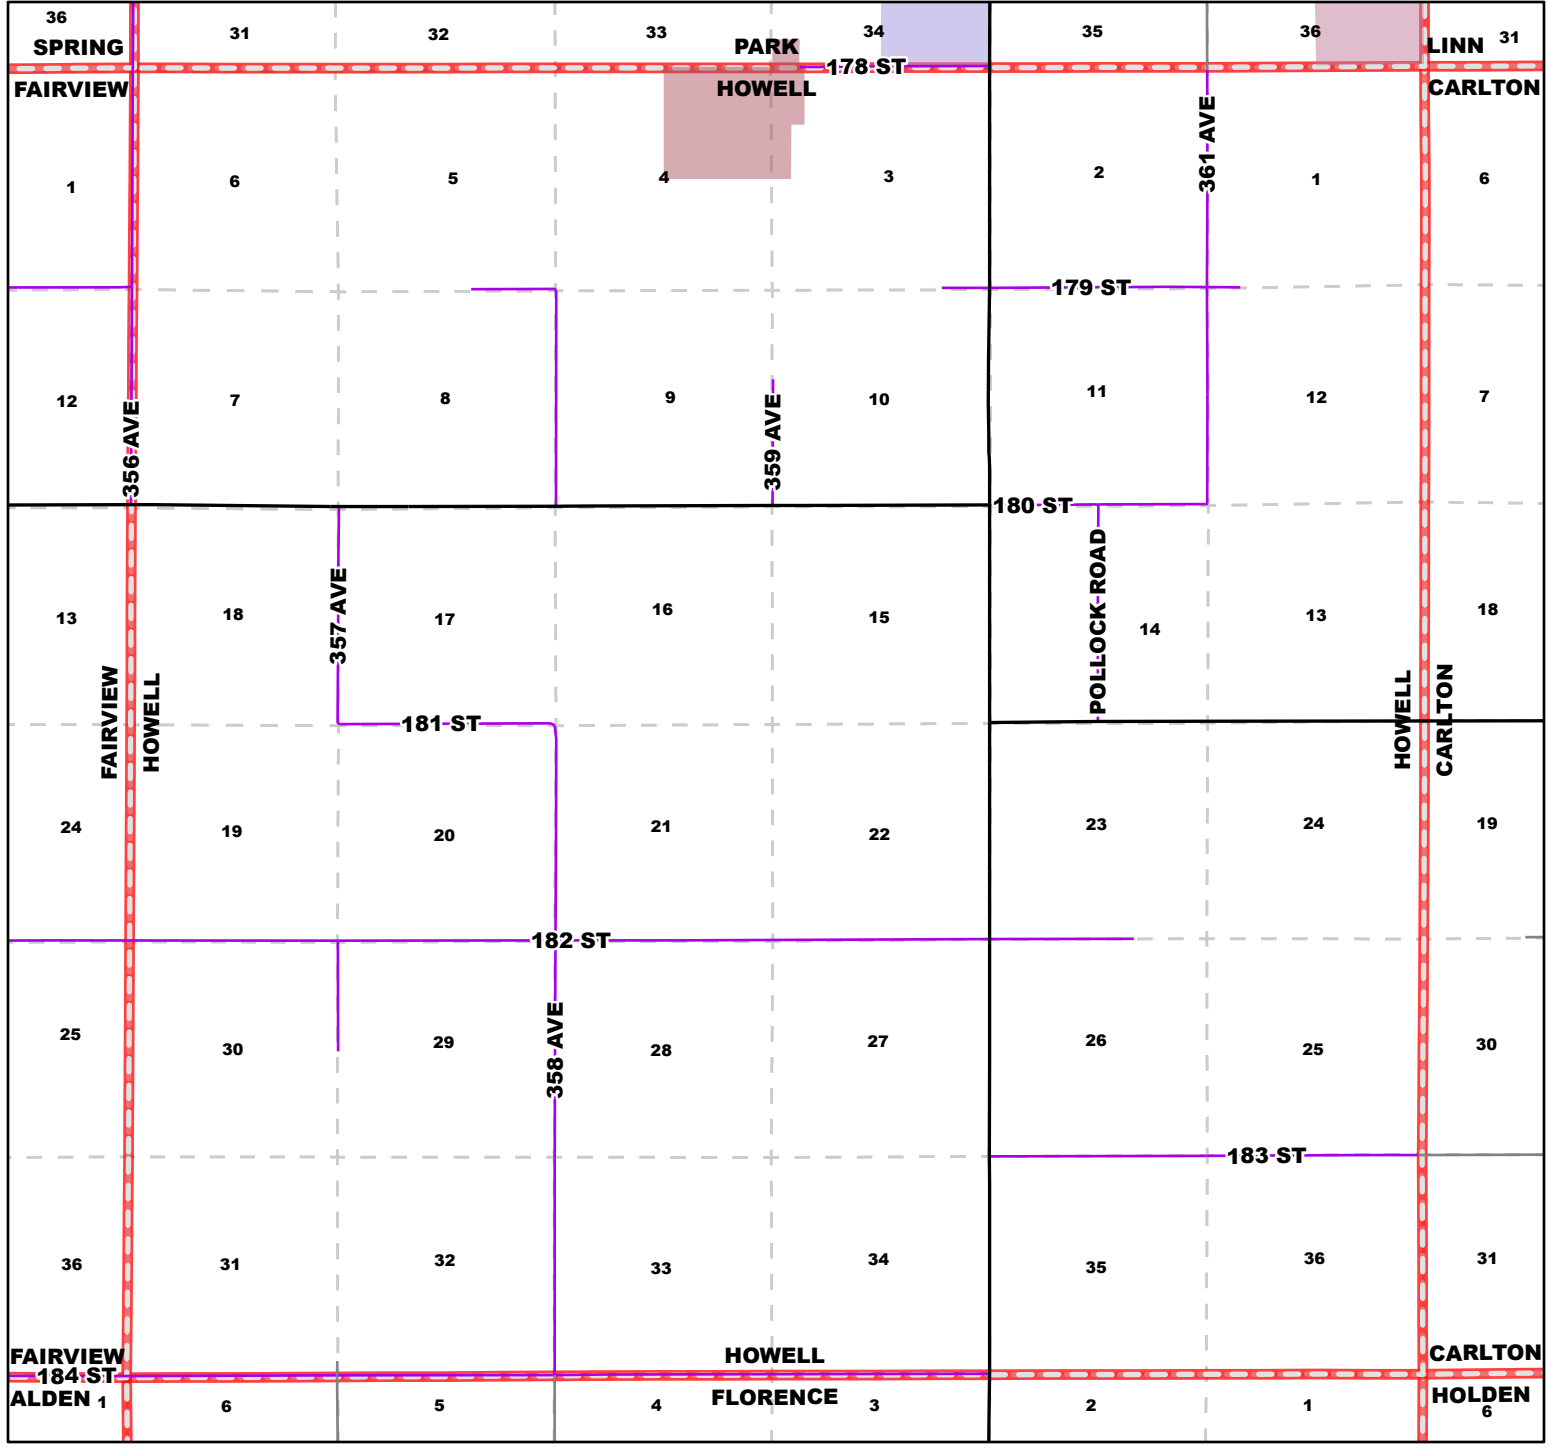 36 31 32 33 34 35 36 31
SPRING PARK LINN
178 ST
FAIRVIEW HOWELL CARLTON
361 AVE
1 6 5 4 3 2 1 6
179 ST
12 7 8 9 10 11 12 7
356 AVE
359 AVE
180 ST
POLLOCK ROAD
357 AVE
13 18 17 16 15 14 13 18
FAIRVIEW
HOWELL
HOWELL
CARLTON
181 ST
24 19 20 21 22 23 24 19
182 ST
358 AVE
25 30 29 28 27 26 25 30
183 ST
36 31 32 33 34 35 36 31
FAIRVIEW HOWELL CARLTON
184 ST
ALDEN 1 6 5 4 FLORENCE 3 2 1 HOLDEN
6